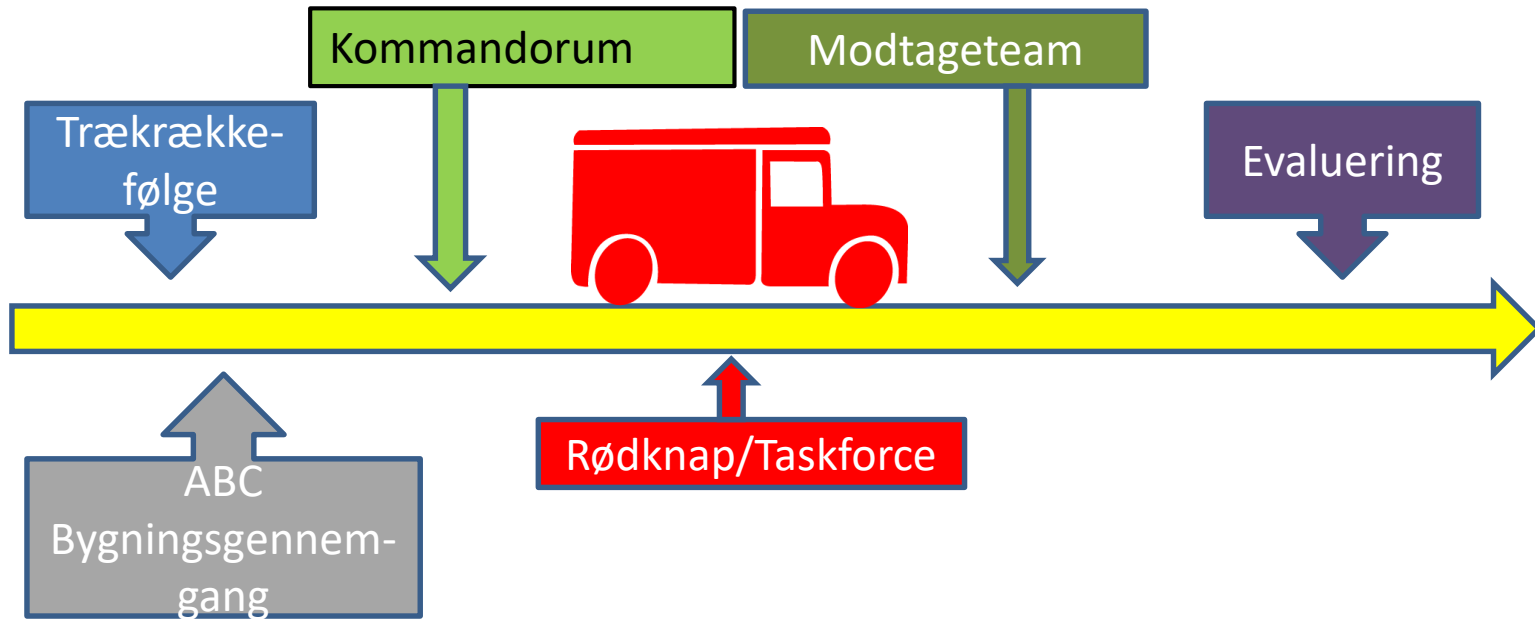 Kommandorum
Modtageteam
Trækrække-
følge
Evaluering
Rødknap/Taskforce
ABC
Bygningsgennem-
gang